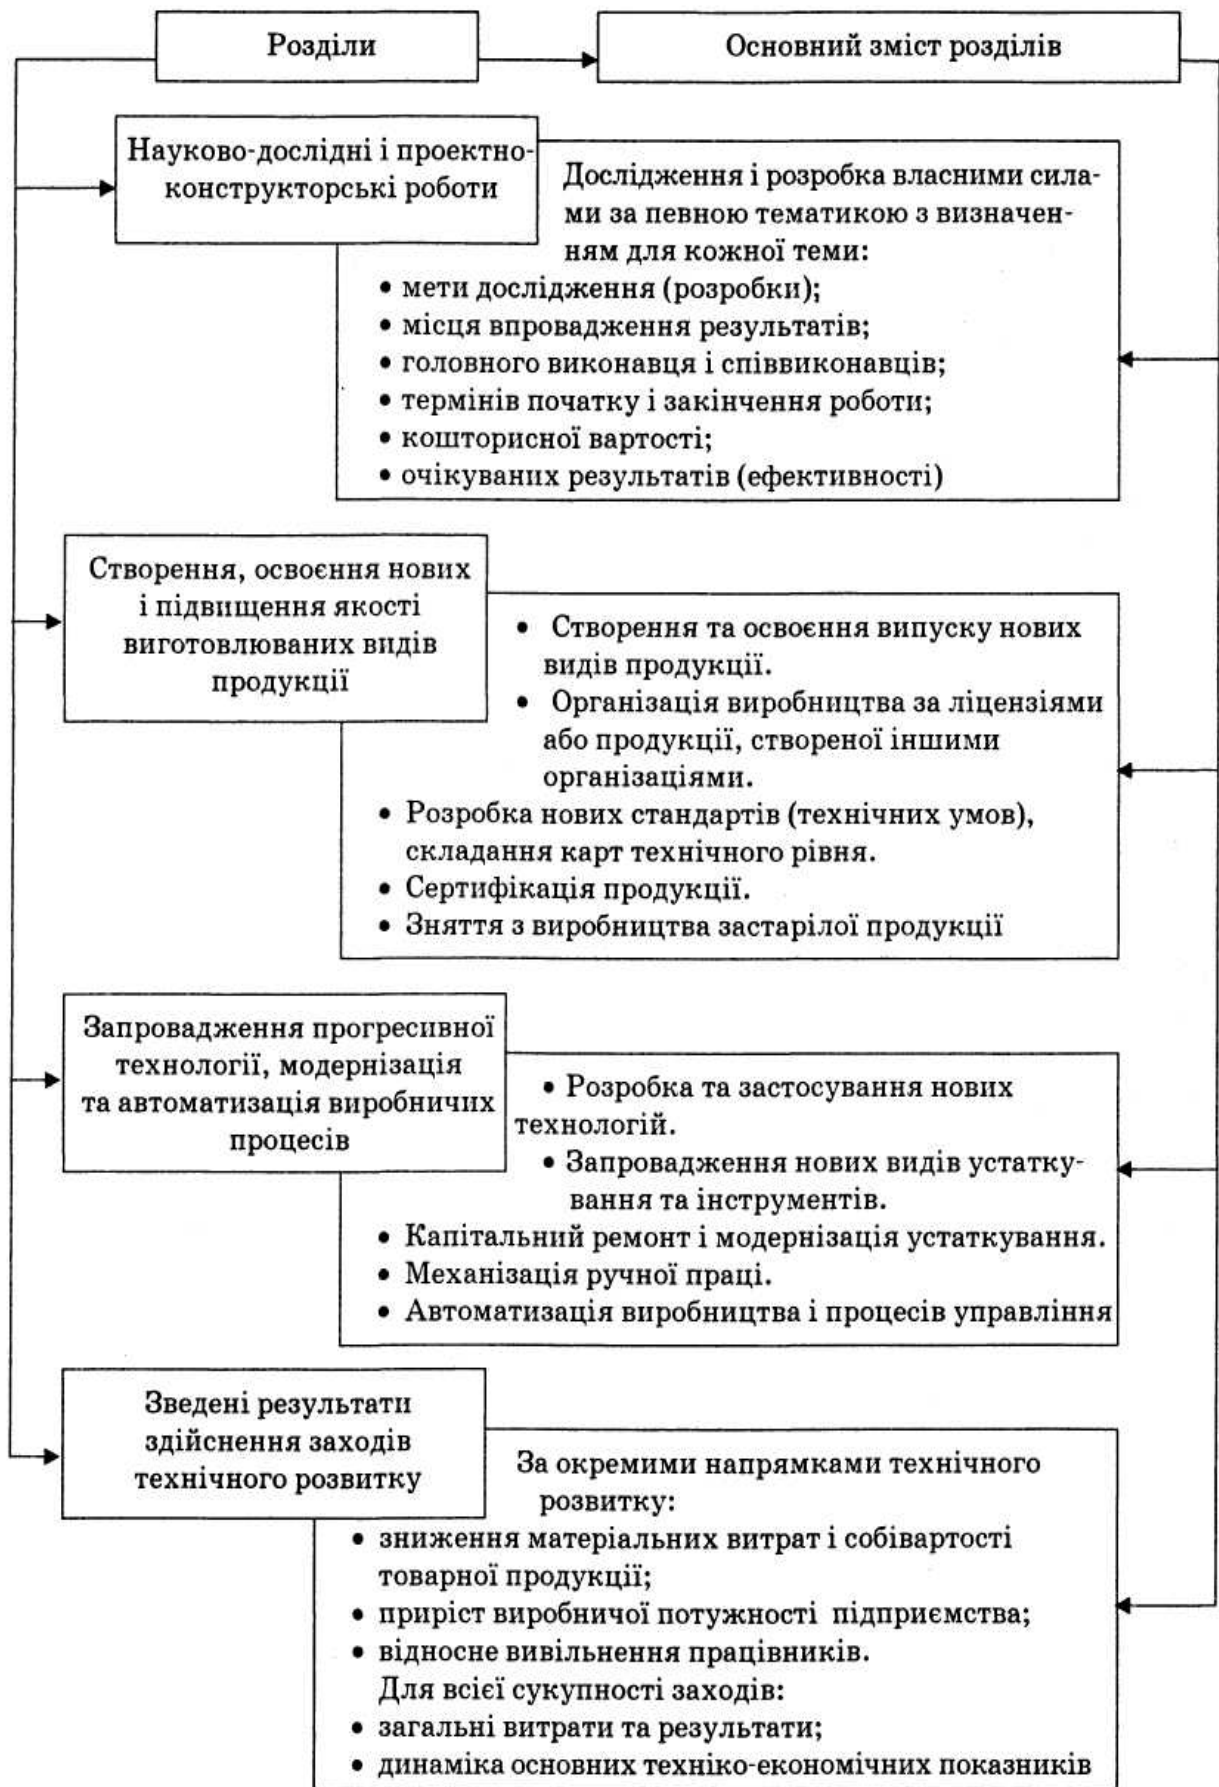 Розділи
Основний зміст розділів
Науково-дослідні і проектно-
конструкторські роботи
Дослідження і розробка власними сила-
ми за певною тематикою з визначен-
ням для кожної теми:
• мети дослідження (розробки);
• місця впровадження результатів;
• головного виконавця і співвиконавців;
• термінів початку і закінчення роботи;
• кошторисної вартості;
• очікуваних результатів (ефективності)
Створення, освоєння нових
і підвищення якості
виготовлюваних видів
продукції
• Створення та освоєння випуску нових
видів продукції.
• Організація виробництва за ліцензіями
або продукції, створеної іншими
організаціями.
• Розробка нових стандартів (технічних умов),
складання карт технічного рівня.
• Сертифікація продукції.
• Зняття з виробництва застарілої продукції
Запровадження прогресивної
технології, модернізація
та автоматизація виробничих
процесів
• Розробка та застосування нових
технологій.
• Запровадження нових видів устатку-
вання та інструментів.
• Капітальний ремонт і модернізація устаткування.
• Механізація ручної праці.
• Автоматизація виробництва і процесів управління
Зведені результати
здійснення заходів
технічного розвитку
За окремими напрямками технічного
розвитку:
• зниження матеріальних витрат і собівартості
товарної продукції;
• приріст виробничої потужності підприємства;
• відносне вивільнення працівників.
Для всієї сукупності заходів:
• загальні витрати та результати;
• динаміка основних техніко-економічних показників